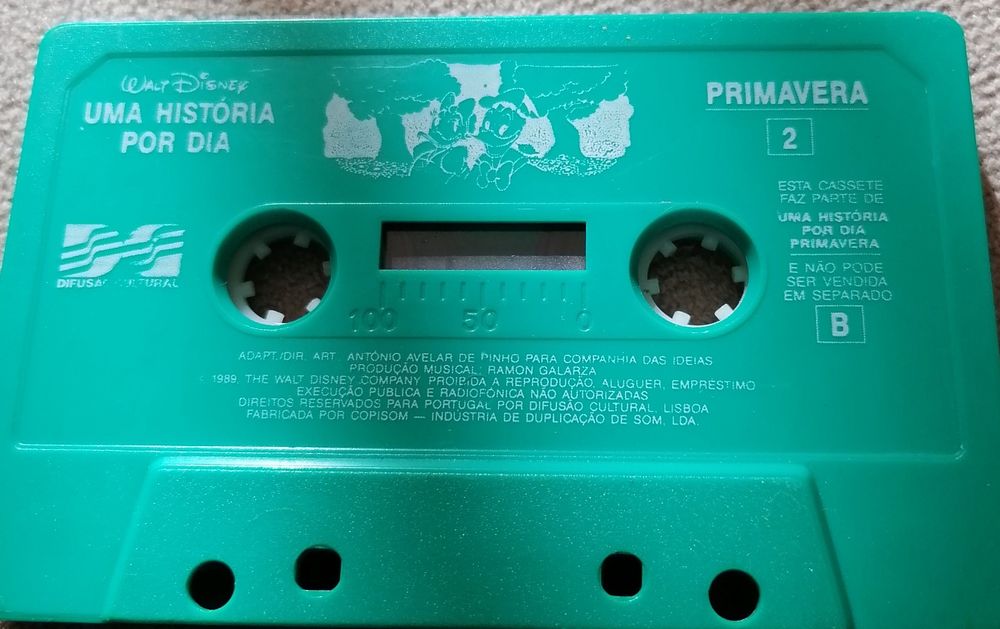 WALT DISNEY
UMA HISTÓRIA
POR DIA
PRIMAVERA
2
ESTA CASSETE
FAZ PARTE DE
UMA HISTÓRIA
POR DIA
PRIMAVERA
E NÃO PODE
SER VENDIDA
EM SEPARADO
B
DIFUSÃO CULTURAL
100 50 0
ADAPT./DIR. ART. ANTÓNIO AVELAR DE PINHO PARA COMPANHIA DAS IDEIAS
PRODUÇÃO MUSICAL: RAMON GALARZA
© 1989, THE WALT DISNEY COMPANY. PROIBIDA A REPRODUÇÃO, ALUGUER, EMPRÉSTIMO
EXECUÇÃO PÚBLICA E RADIOFÓNICA NÃO AUTORIZADAS
DIREITOS RESERVADOS PARA PORTUGAL POR DIFUSÃO CULTURAL, LISBOA
FABRICADA POR COPISOM — INDÚSTRIA DE DUPLICAÇÃO DE SOM, LDA.